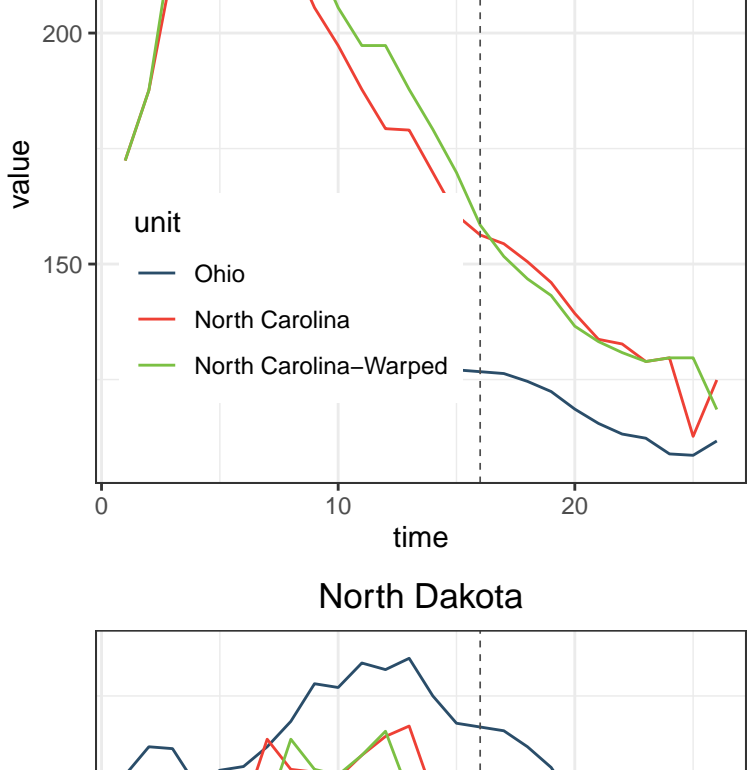 200
value
unit
Ohio
150
North Carolina
North Carolina–Warped
0
10
20
time
North Dakota